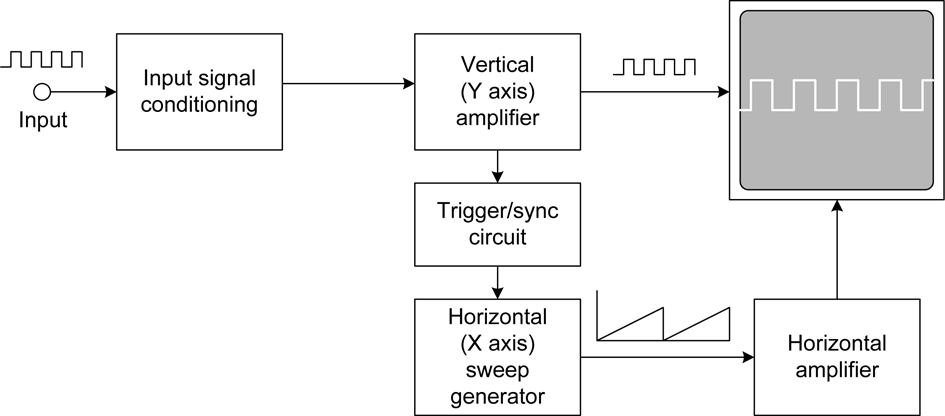 Input
Input signal
conditioning
Vertical
(Y axis)
amplifier
Trigger/sync
circuit
Horizontal
(X axis)
sweep
generator
Horizontal
amplifier